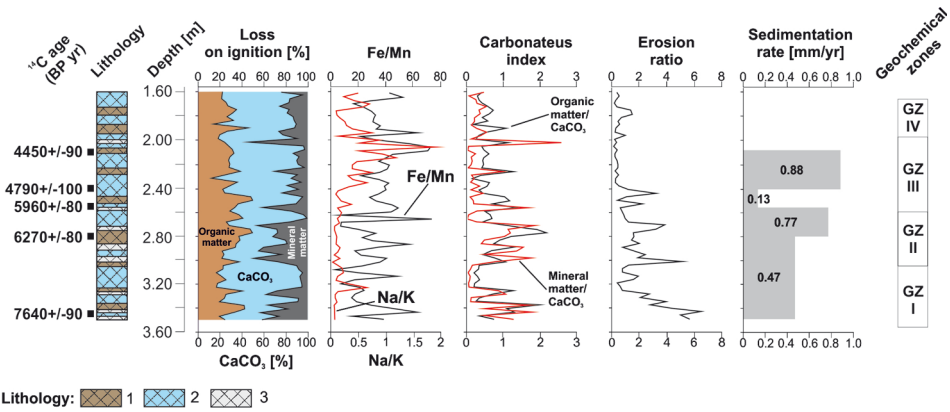 ¹⁴C age
(BP yr)
Lithology
Depth [m]
Loss
on ignition [%]
Fe/Mn
Carbonateus
index
Erosion
ratio
Sedimentation
rate [mm/yr]
Geochemical
zones
0 20 40 60 80 100
0 20 40 60 80
0 1 2 3
0 2 4 6 8
0 0.2 0.4 0.6 0.8 1.0
1.60
2.00
2.40
2.80
3.20
3.60
4450+/-90
4790+/-100
5960+/-80
6270+/-80
7640+/-90
Organic
matter
CaCO₃
Mineral
matter
Fe/Mn
Na/K
Organic
matter/
CaCO₃
Mineral
matter/
CaCO₃
0.88
0.13
0.77
0.47
GZ
IV
GZ
III
GZ
II
GZ
I
0 20 40 60 80 100
0 0.5 1 1.5 2
0 1 2 3
0 2 4 6 8
0 0.2 0.4 0.6 0.8 1.0
CaCO₃ [%]
Na/K
Lithology:
1
2
3